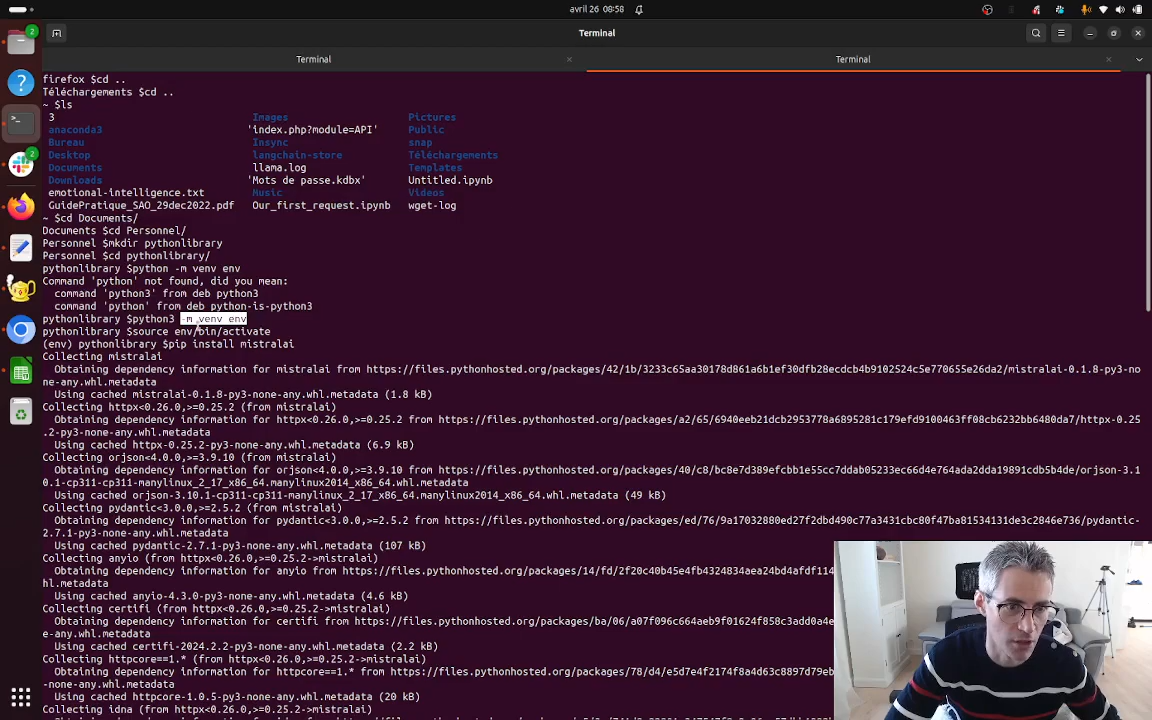 avril 26 08:58
Terminal
Terminal
Terminal
2
2
firefox $cd ..
Téléchargements $cd ..
~ $ls
3 Images Pictures
anaconda3 'index.php?module=API' Public
Bureau Insync snap
Desktop langchain-store Téléchargements
Documents llama.log Templates
Downloads 'Mots de passe.kdbx' Untitled.ipynb
emotional-intelligence.txt Music Videos
GuidePratique_SAO_29dec2022.pdf Our_first_request.ipynb wget-log
~ $cd Documents/
Documents $cd Personnel/
Personnel $mkdir pythonlibrary
Personnel $cd pythonlibrary/
pythonlibrary $python -m venv env
Command 'python' not found, did you mean:
command 'python3' from deb python3
command 'python' from deb python-is-python3
pythonlibrary $python3 -m venv env
pythonlibrary $source env/bin/activate
(env) pythonlibrary $pip install mistralai
Collecting mistralai
Obtaining dependency information for mistralai from https://files.pythonhosted.org/packages/42/1b/3233c65aa30178d861a6b1ef30dfb28ecdcb4b9102524c5e770655e26da2/mistralai-0.1.8-py3-no
ne-any.whl.metadata
Using cached mistralai-0.1.8-py3-none-any.whl.metadata (1.8 kB)
Collecting httpx<0.26.0,>=0.25.2 (from mistralai)
Obtaining dependency information for httpx<0.26.0,>=0.25.2 from https://files.pythonhosted.org/packages/a2/65/6940eeb21dcb2953778a6895281c179efd9100463ff08cb6232bb6480da7/httpx-0.25
.2-py3-none-any.whl.metadata
Using cached httpx-0.25.2-py3-none-any.whl.metadata (6.9 kB)
Collecting orjson<4.0.0,>=3.9.10 (from mistralai)
Obtaining dependency information for orjson<4.0.0,>=3.9.10 from https://files.pythonhosted.org/packages/40/c8/bc8e7d389efcbb1e55cc7ddab05233ec66d4e764ada2dda19891cdb5b4de/orjson-3.1
0.1-cp311-cp311-manylinux_2_17_x86_64.manylinux2014_x86_64.whl.metadata
Using cached orjson-3.10.1-cp311-cp311-manylinux_2_17_x86_64.manylinux2014_x86_64.whl.metadata (49 kB)
Collecting pydantic<3.0.0,>=2.5.2 (from mistralai)
Obtaining dependency information for pydantic<3.0.0,>=2.5.2 from https://files.pythonhosted.org/packages/ed/76/9a17032880ed27f2dbd490c77a3431cbc80f47ba81534131e3c2846e736/pydantic-
2.7.1-py3-none-any.whl.metadata
Using cached pydantic-2.7.1-py3-none-any.whl.metadata (107 kB)
Collecting anyio (from httpx<0.26.0,>=0.25.2->mistralai)
Obtaining dependency information for anyio from https://files.pythonhosted.org/packages/14/fd/2f20c40b45e4fb4324834aea24bd4afdf114
hl.metadata
Using cached anyio-4.3.0-py3-none-any.whl.metadata (4.6 kB)
Collecting certifi (from httpx<0.26.0,>=0.25.2->mistralai)
Obtaining dependency information for certifi from https://files.pythonhosted.org/packages/ba/06/a07f096c664aeb9f01624f858c3add0a4e
e-any.whl.metadata
Using cached certifi-2024.2.2-py3-none-any.whl.metadata (2.2 kB)
Collecting httpcore==1.* (from httpx<0.26.0,>=0.25.2->mistralai)
Obtaining dependency information for httpcore==1.* from https://files.pythonhosted.org/packages/78/d4/e5d7e4f2174f8a4d63c8897d79eb
-none-any.whl.metadata
Using cached httpcore-1.0.5-py3-none-any.whl.metadata (20 kB)
Collecting idna (from httpx<0.26.0,>=0.25.2->mistralai)